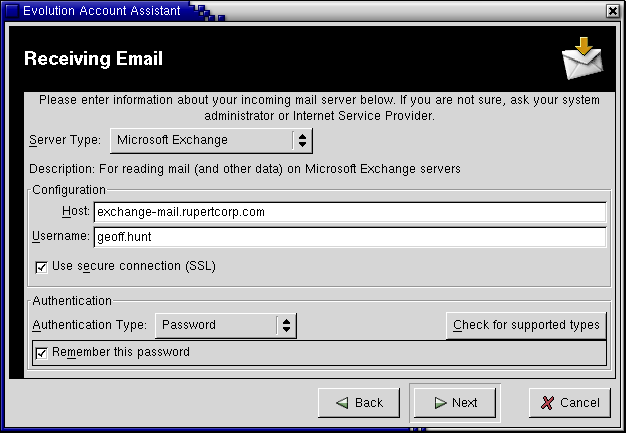 Evolution Account Assistant
Receiving Email
Please enter information about your incoming mail server below. If you are not sure, ask your system
administrator or Internet Service Provider.
Server Type: Microsoft Exchange
Description: For reading mail (and other data) on Microsoft Exchange servers
Configuration
Host: exchange-mail.rupertcorp.com
Username: geoff.hunt
Use secure connection (SSL)
Authentication
Authentication Type: Password Check for supported types
Remember this password
Back Next Cancel